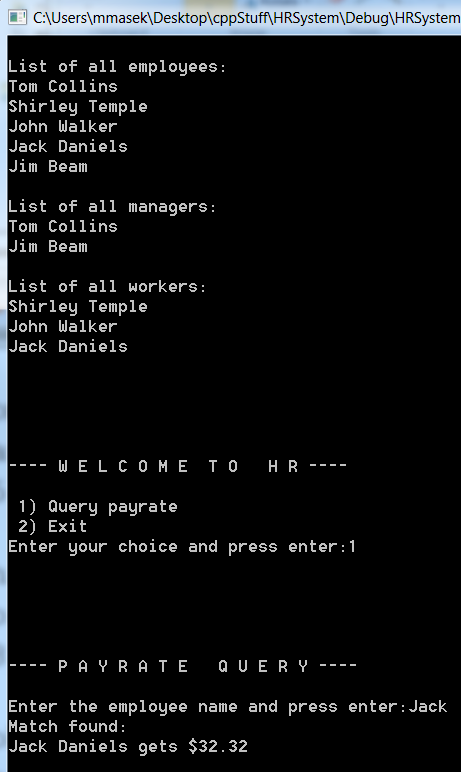 C:\Users\mmasek\Desktop\cppStuff\HRSystem\Debug\HRSystem
List of all employees:
Tom Collins
Shirley Temple
John Walker
Jack Daniels
Jim Beam
List of all managers:
Tom Collins
Jim Beam
List of all workers:
Shirley Temple
John Walker
Jack Daniels
---- W E L C O M E  T O   H R ----
1) Query payrate
2) Exit
Enter your choice and press enter:1
---- P A Y R A T E   Q U E R Y ----
Enter the employee name and press enter:Jack
Match found:
Jack Daniels gets $32.32